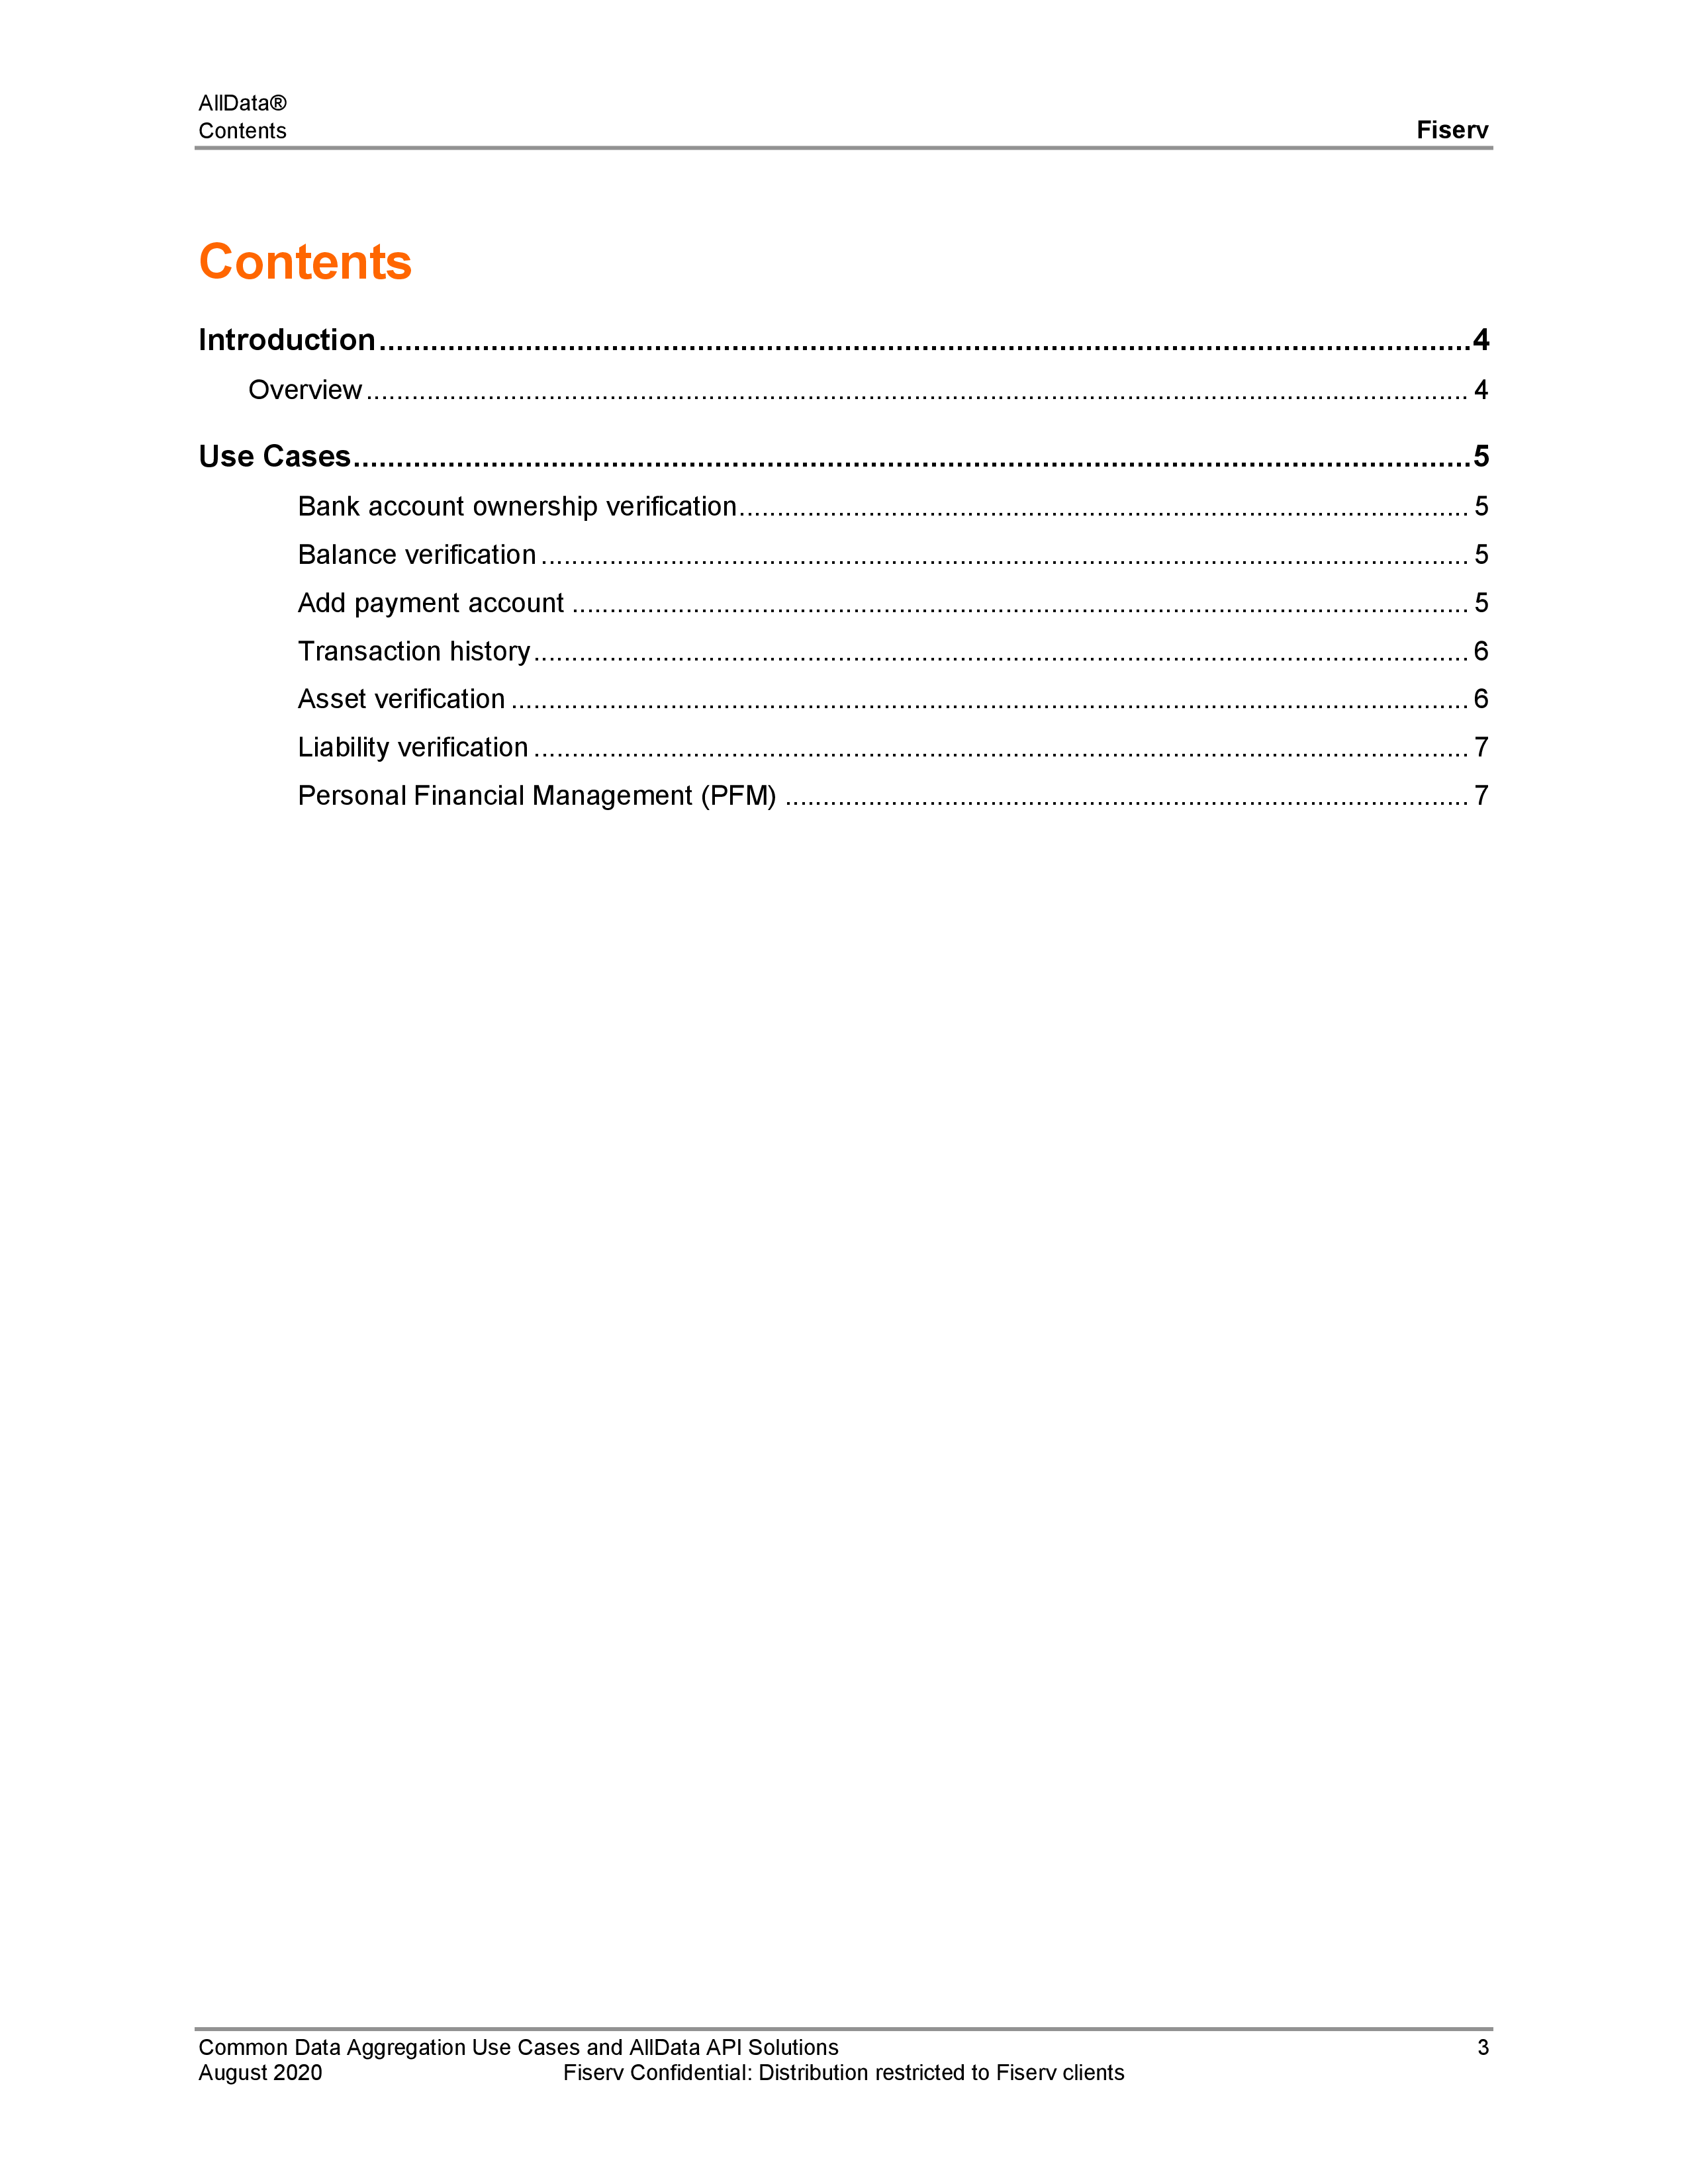 AllData®
Contents Fiserv
Contents
Introduction........................................................................................................................................4
Overview................................................................................................................................................ 4
Use Cases...........................................................................................................................................5
Bank account ownership verification................................................................................................ 5
Balance verification ......................................................................................................................... 5
Add payment account ...................................................................................................................... 5
Transaction history........................................................................................................................... 6
Asset verification .............................................................................................................................. 6
Liability verification ........................................................................................................................... 7
Personal Financial Management (PFM) .......................................................................................... 7
Common Data Aggregation Use Cases and AllData API Solutions 3
August 2020 Fiserv Confidential: Distribution restricted to Fiserv clients